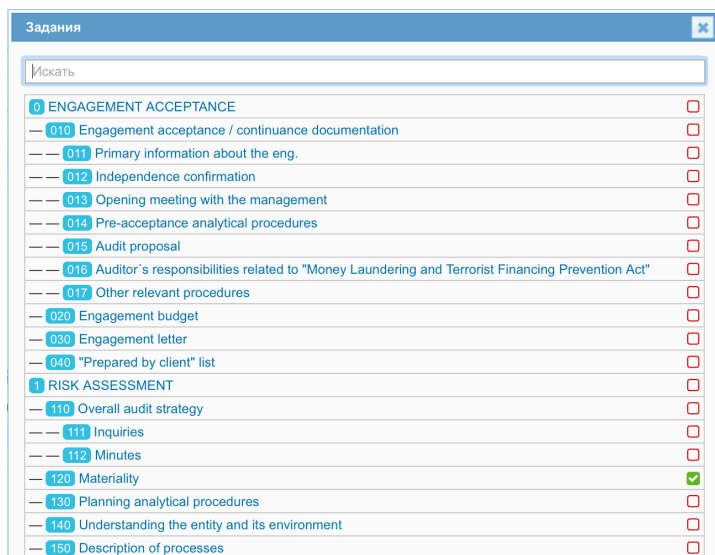 Задания
Искать
0 ENGAGEMENT ACCEPTANCE
— 010 Engagement acceptance / continuance documentation
— — 011 Primary information about the eng.
— — 012 Independence confirmation
— — 013 Opening meeting with the management
— — 014 Pre-acceptance analytical procedures
— — 015 Audit proposal
— — 016 Auditor´s responsibilities related to "Money Laundering and Terrorist Financing Prevention Act"
— — 017 Other relevant procedures
— 020 Engagement budget
— 030 Engagement letter
— 040 "Prepared by client" list
1 RISK ASSESSMENT
— 110 Overall audit strategy
— — 111 Inquiries
— — 112 Minutes
— 120 Materiality
— 130 Planning analytical procedures
— 140 Understanding the entity and its environment
— 150 Description of processes